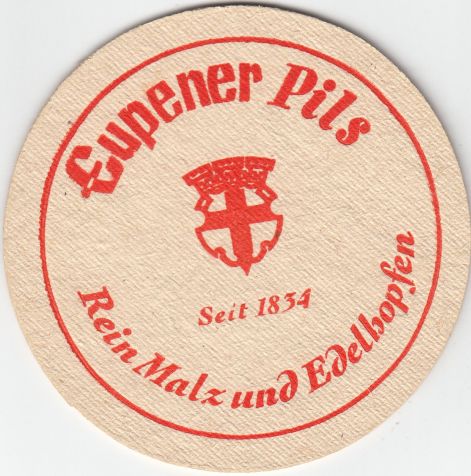 Eupener Pils
Seit 1834
Rein Malz und Edelhopfen